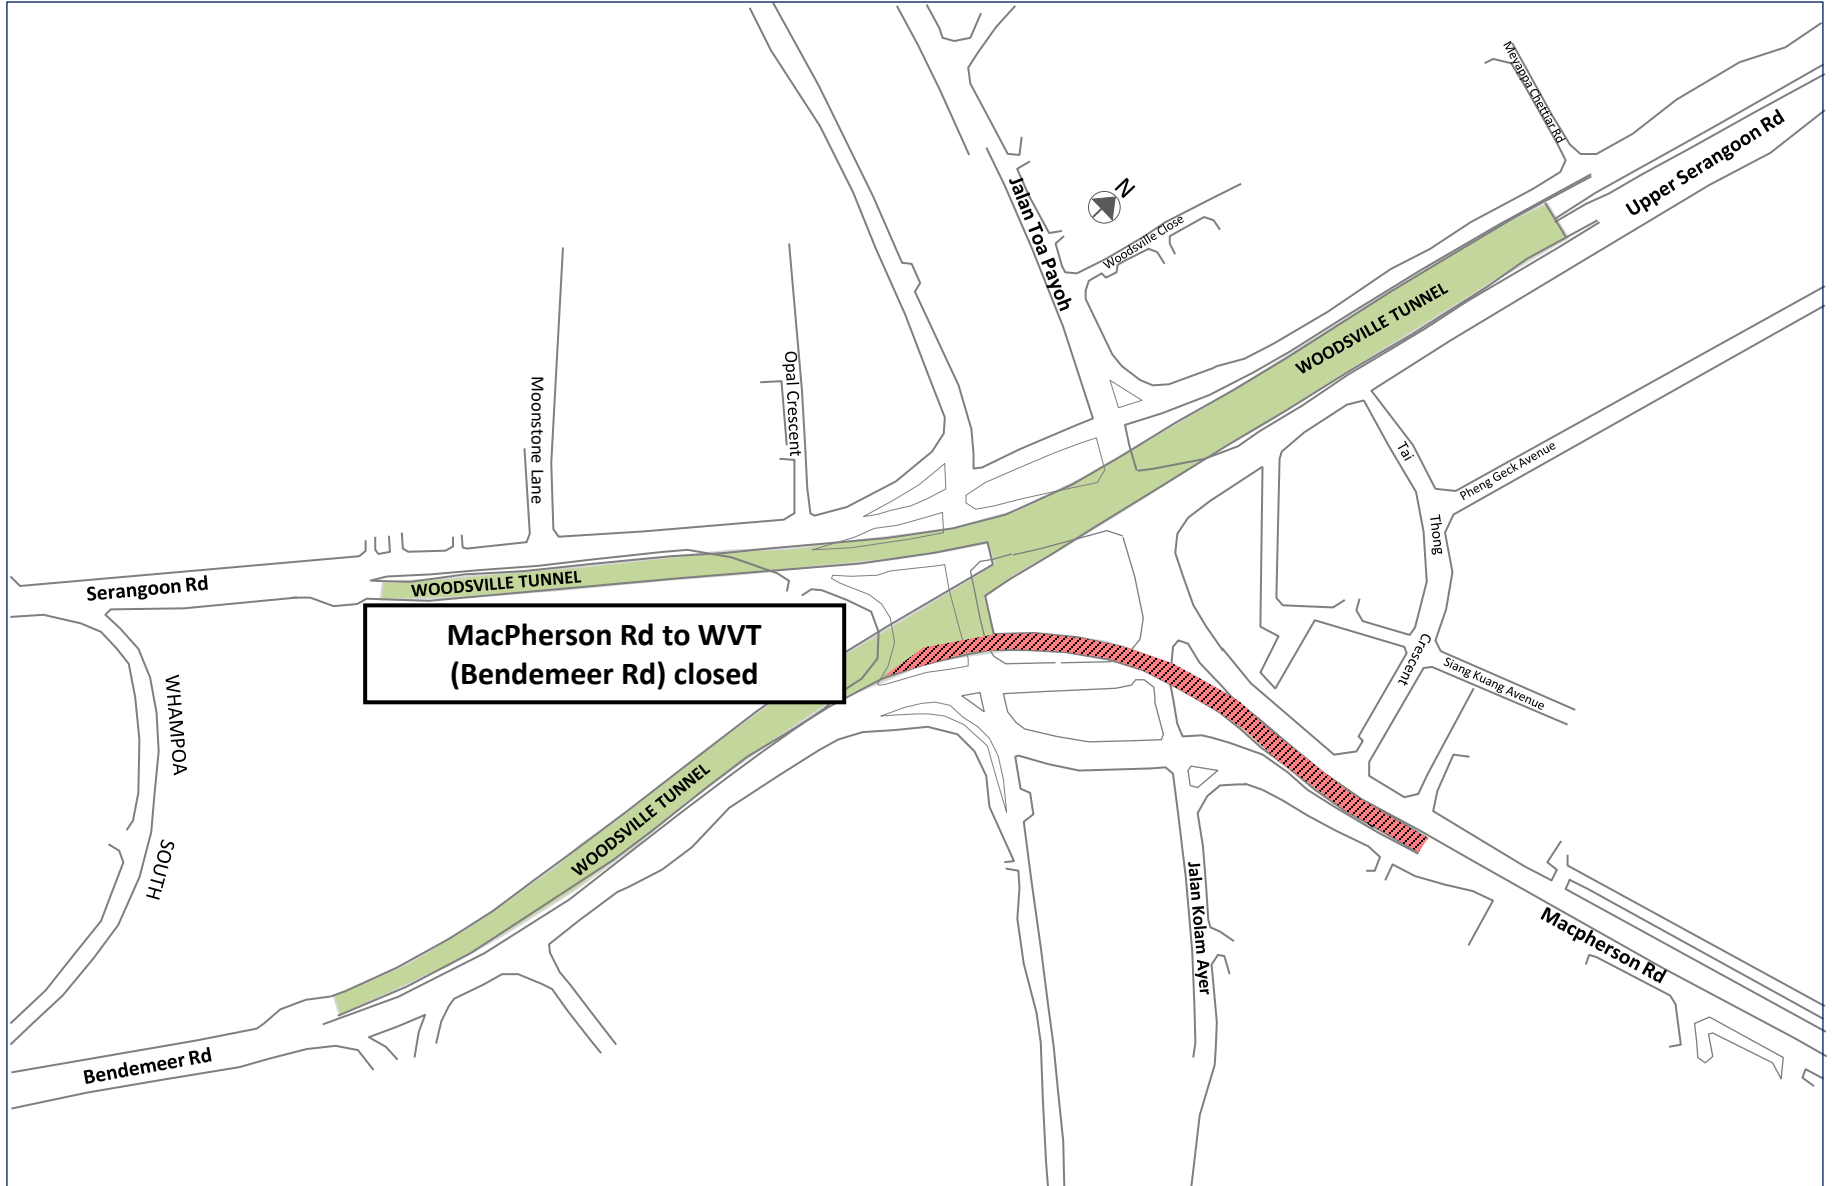 Meyappa Chettiar Rd
Upper Serangoon Rd
Jalan Toa Payoh
N
Woodsville Close
WOODSVILLE TUNNEL
Opal Crescent
Moonstone Lane
Tai
Thong
Crescent
Pheng Geck Avenue
Siang Kuang Avenue
Serangoon Rd
WOODSVILLE TUNNEL
MacPherson Rd to WVT
(Bendemeer Rd) closed
WHAMPOA
SOUTH
WOODSVILLE TUNNEL
Jalan Kolam Ayer
Macpherson Rd
Bendemeer Rd